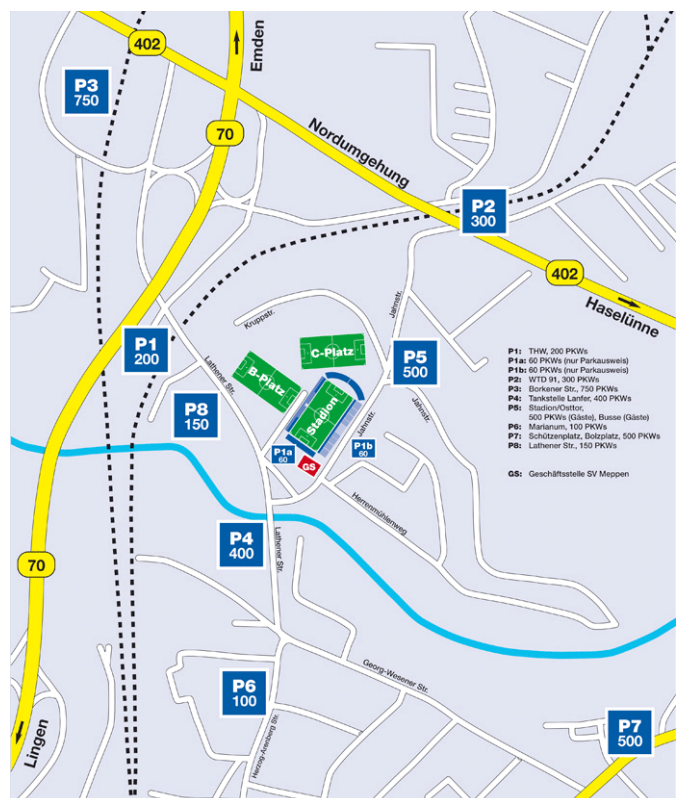 402
Emden
P3
750
70
Nordumgehung
P2
300
402
Haselünne
Jahnstr.
Kruppstr.
P1
200
C-Platz
P5
500
Lathener Str.
B-Platz
Stadion
P8
150
Jahnstr.
Jahnstr.
P1a
60
P1b
60
GS
P1: THW, 200 PKWs
P1a: 60 PKWs (nur Parkausweis)
P1b: 60 PKWs (nur Parkausweis)
P2: WTD 91, 300 PKWs
P3: Borkener Str., 750 PKWs
P4: Tankstelle Lanfer, 400 PKWs
P5: Stadion/Osttor,
500 PKWs (Gäste), Busse (Gäste)
P6: Marianum, 100 PKWs
P7: Schützenplatz, Bolzplatz, 500 PKWs
P8: Lathener Str., 150 PKWs
GS: Geschäftsstelle SV Meppen
Herrenmühlenweg
P4
400
Lathener Str.
70
Georg-Wesener Str.
P6
100
Herzog-Arenberg Str.
P7
500
Lingen